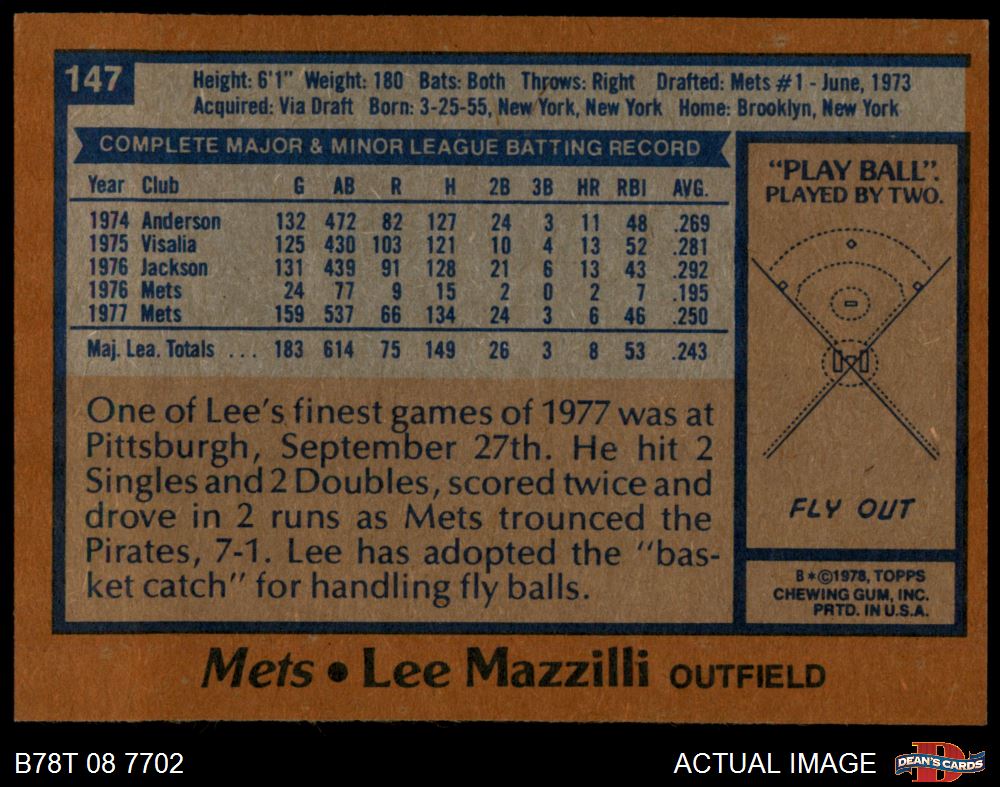 147
Height: 6'1" Weight: 180 Bats: Both Throws: Right Drafted: Mets #1 - June, 1973
Acquired: Via Draft Born: 3-25-55, New York, New York Home: Brooklyn, New York
COMPLETE MAJOR & MINOR LEAGUE BATTING RECORD
Year Club G AB R H 2B 3B HR RBI AVG.
1974 Anderson 132 472 82 127 24 3 11 48 .269
1975 Visalia 125 430 103 121 10 4 13 52 .281
1976 Jackson 131 439 91 128 21 6 13 43 .292
1976 Mets 24 77 9 15 2 0 2 7 .195
1977 Mets 159 537 66 134 24 3 6 46 .250
Maj. Lea. Totals ... 183 614 75 149 26 3 8 53 .243
One of Lee's finest games of 1977 was at
Pittsburgh, September 27th. He hit 2
Singles and 2 Doubles, scored twice and
drove in 2 runs as Mets trounced the
Pirates, 7-1. Lee has adopted the "bas-
ket catch" for handling fly balls.
"PLAY BALL".
PLAYED BY TWO.
FLY OUT
B*©1978, TOPPS
CHEWING GUM, INC.
PRTD. IN U.S.A.
Mets • Lee Mazzilli OUTFIELD
B78T 08 7702
ACTUAL IMAGE
D
DEAN'S CARDS